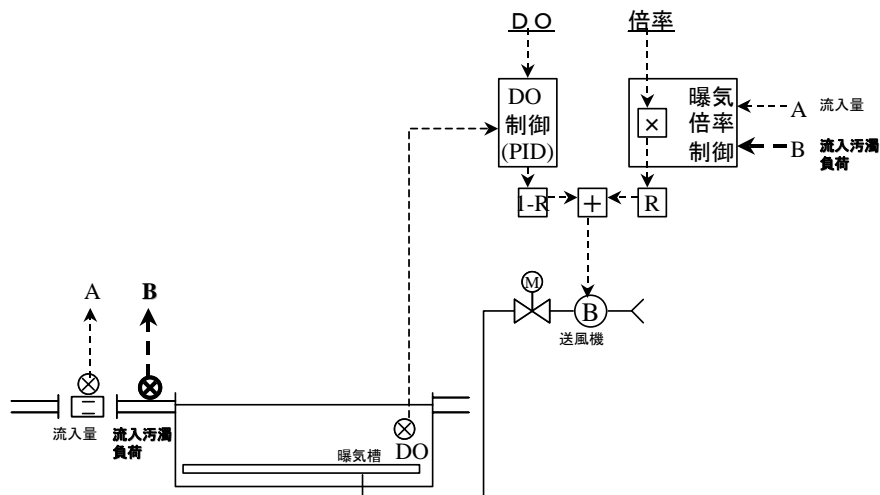 ＤＯ
倍率
DO
制御
(PID)
曝気
倍率
制御
×
A 流入量
B 流入汚濁
負荷
1-R
+
R
M
B
送風機
A
B
流入量
流入汚濁
負荷
曝気槽
DO